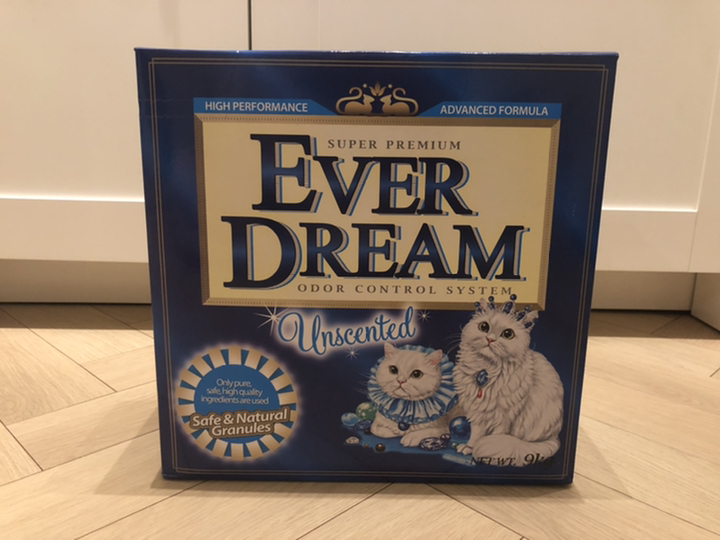 HIGH PERFORMANCE
ADVANCED FORMULA
SUPER PREMIUM
EVER
DREAM
ODOR CONTROL SYSTEM
Unscented
Only pure,
safe, high quality
ingredients are used
Safe & Natural
Granules
NET WT.